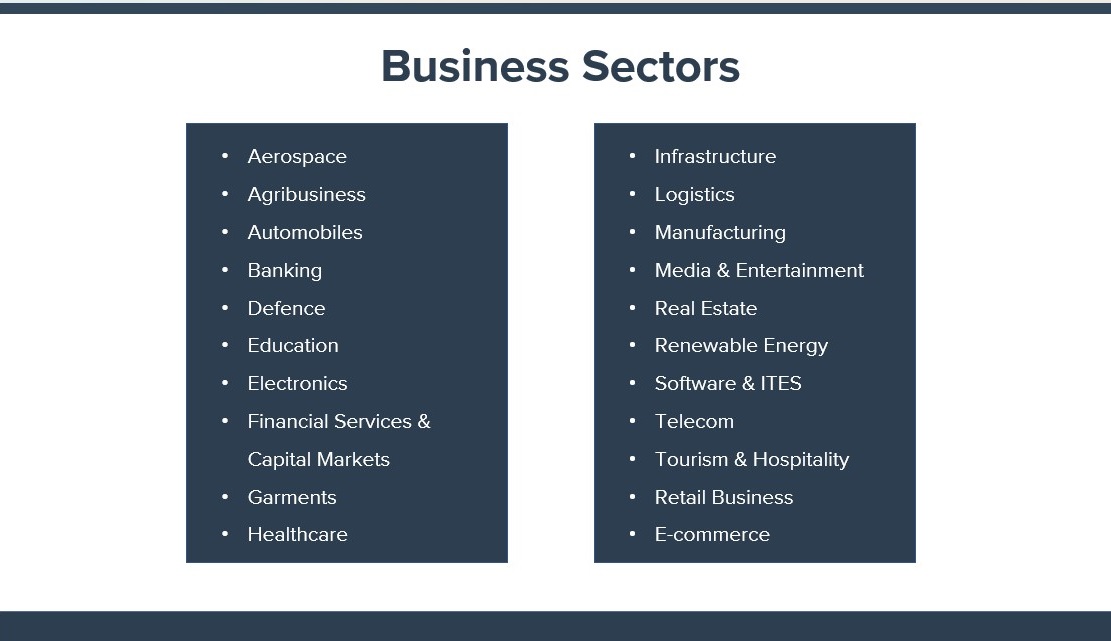 Business Sectors
• Aerospace
• Agribusiness
• Automobiles
• Banking
• Defence
• Education
• Electronics
• Financial Services &
Capital Markets
• Garments
• Healthcare
• Infrastructure
• Logistics
• Manufacturing
• Media & Entertainment
• Real Estate
• Renewable Energy
• Software & ITES
• Telecom
• Tourism & Hospitality
• Retail Business
• E-commerce